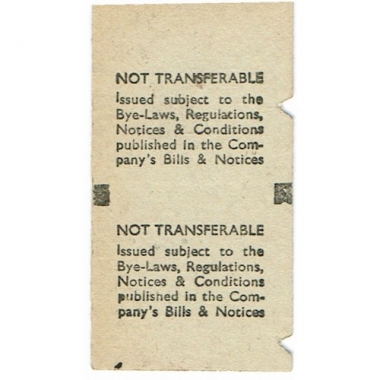 NOT TRANSFERABLE
Issued subject to the
Bye-Laws, Regulations,
Notices & Conditions
published in the Com-
pany's Bills & Notices
NOT TRANSFERABLE
Issued subject to the
Bye-Laws, Regulations,
Notices & Conditions
published in the Com-
pany's Bills & Notices